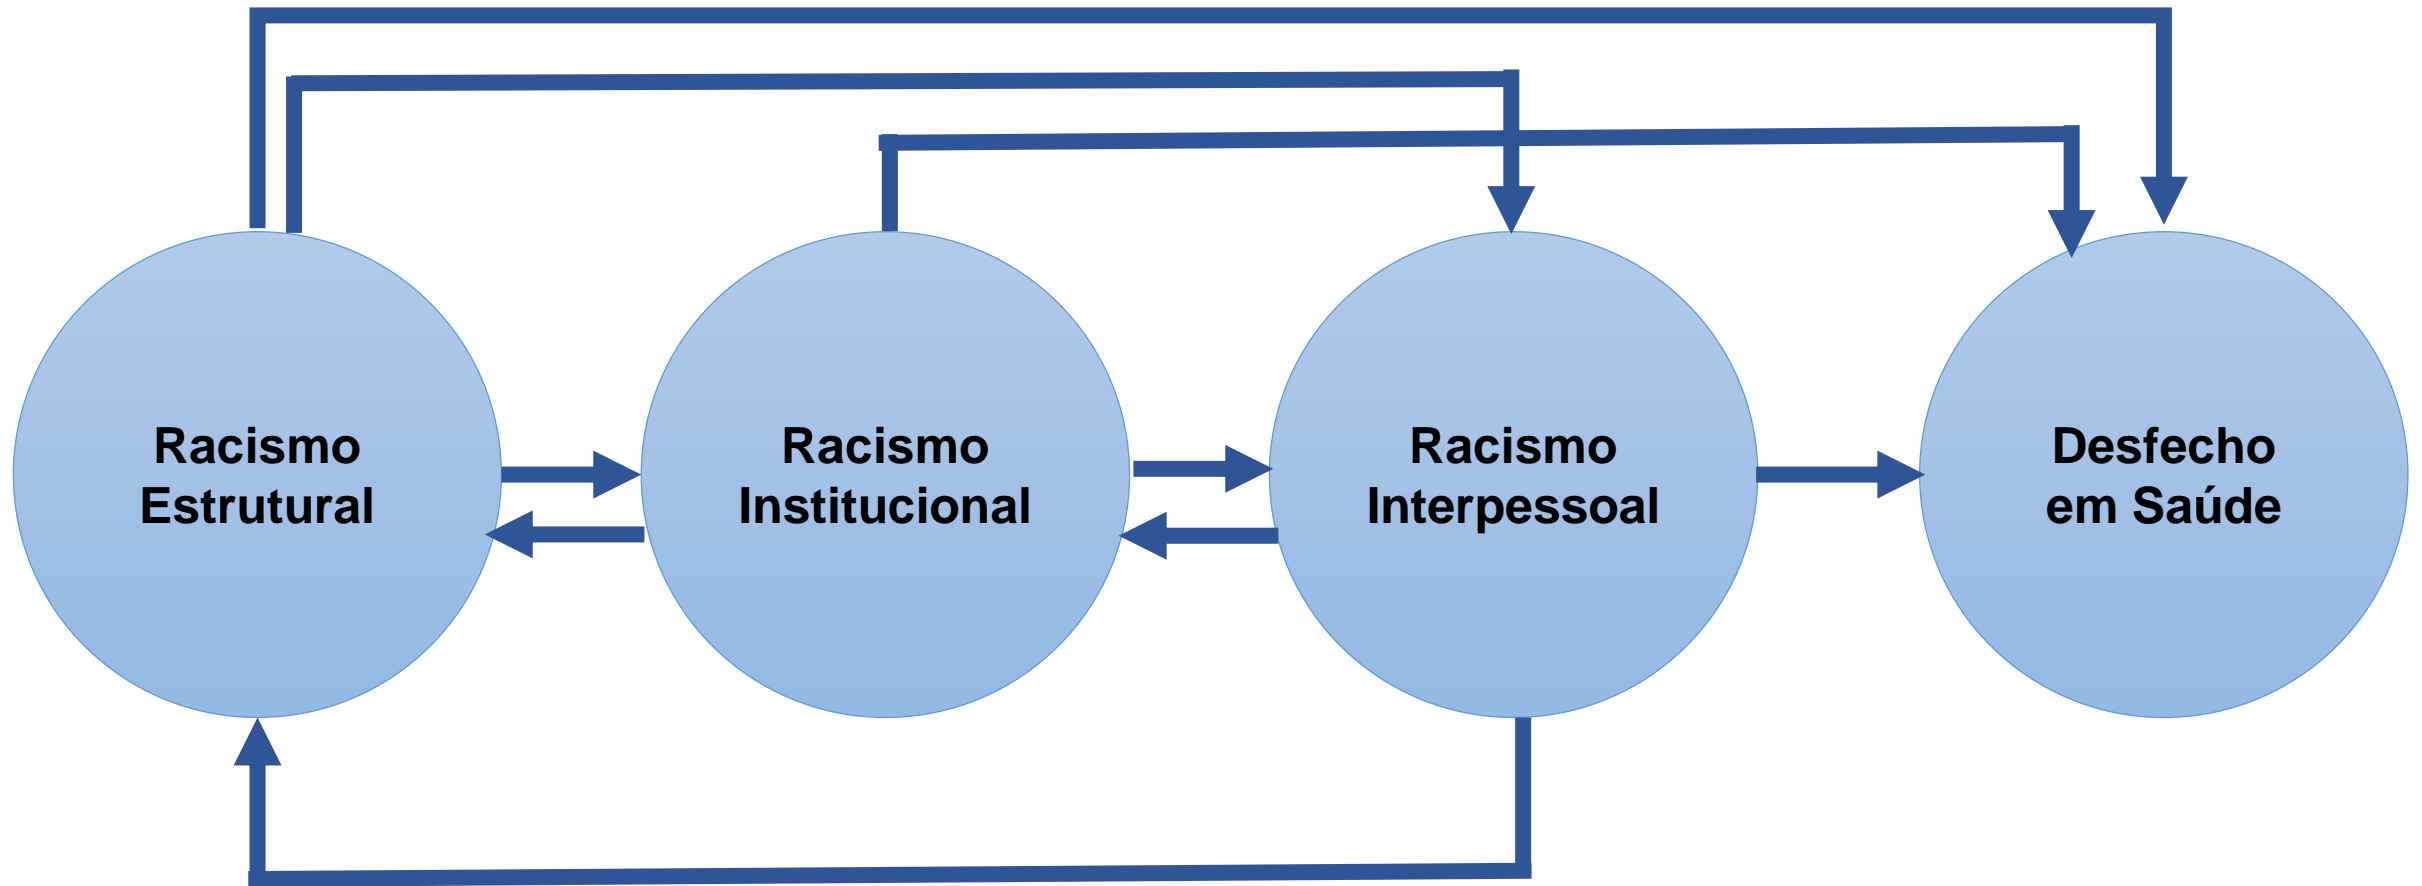 Racismo
Estrutural
Racismo
Institucional
Racismo
Interpessoal
Desfecho
em Saúde